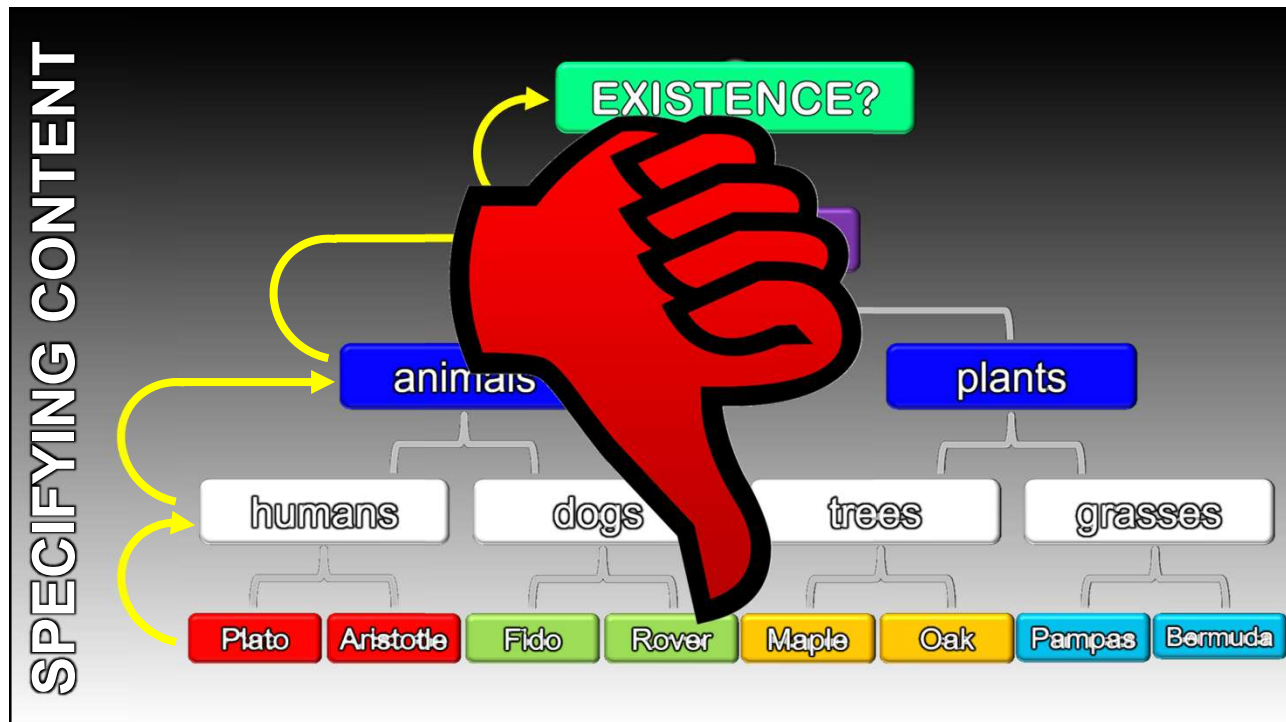 SPECIFYING CONTENT
EXISTENCE?
animals
plants
humans
dogs
trees
grasses
Plato
Aristotle
Fido
Rover
Maple
Oak
Pampas
Bermuda